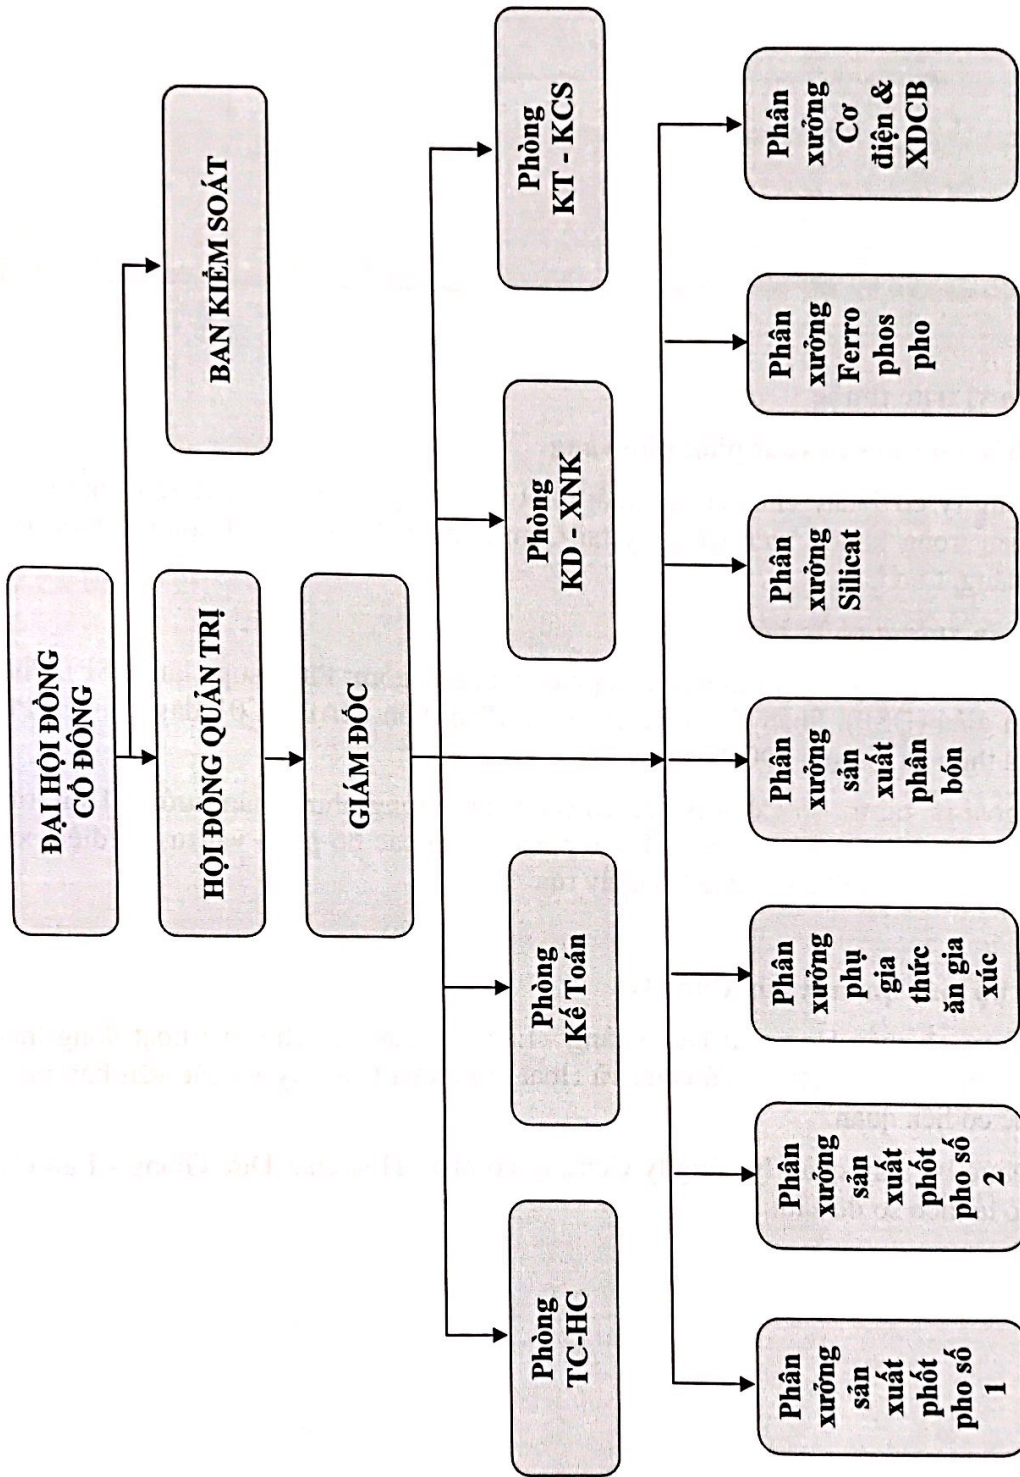 ĐẠI HỘI ĐỒNG
CỔ ĐÔNG
BAN KIỂM SOÁT
HỘI ĐỒNG QUẢN TRỊ
GIÁM ĐỐC
Phòng
TC-HC
Phòng
Kế Toán
Phòng
KD - XNK
Phòng
KT - KCS
Phân
xưởng
sản
xuất
phốt
pho số
1
Phân
xưởng
sản
xuất
phốt
pho số
2
Phân
xưởng
phụ
gia
thức
ăn gia
xúc
Phân
xưởng
sản
xuất
phân
bón
Phân
xưởng
Silicat
Phân
xưởng
Ferro
phos
pho
Phân
xưởng
Cơ
điện &
XDCB